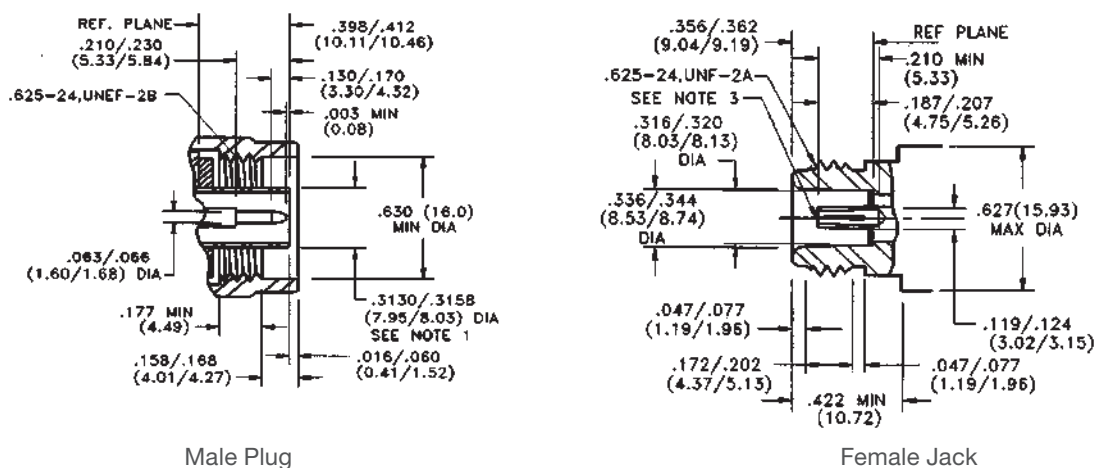 REF. PLANE
.398/.412
(10.11/10.46)
.210/.230
(5.33/5.84)
.130/.170
(3.30/4.32)
.625-24,UNEF-2B
.003 MIN
(0.08)
.630 (16.0)
MIN DIA
.063/.066
(1.60/1.68) DIA
.177 MIN
(4.49)
.3130/.3158
(7.95/8.03) DIA
SEE NOTE 1
.158/.168
(4.01/4.27)
.016/.060
(0.41/1.52)
Male Plug
.356/.362
(9.04/9.19)
REF PLANE
.210 MIN
(5.33)
.625-24,UNF-2A
SEE NOTE 3
.187/.207
(4.75/5.26)
.316/.320
(8.03/8.13)
DIA
.336/.344
(8.53/8.74)
DIA
.627(15.93)
MAX DIA
.047/.077
(1.19/1.96)
.119/.124
(3.02/3.15)
.172/.202
(4.37/5.13)
.047/.077
(1.19/1.96)
.422 MIN
(10.72)
Female Jack